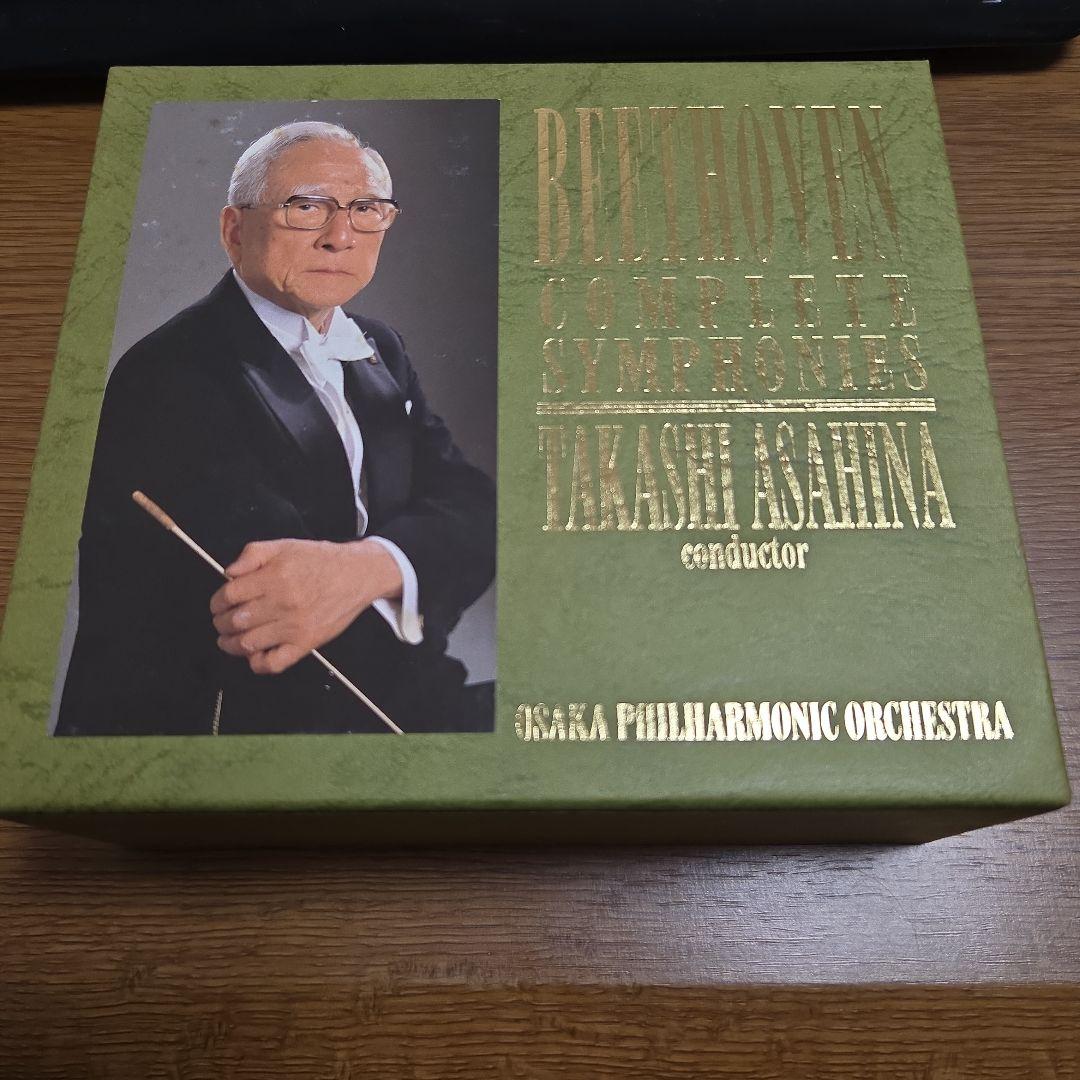 BEETHOVEN
COMPLETE
SYMPHONIES
TAKASHI ASAHINA
conductor
OSAKA PHILHARMONIC ORCHESTRA